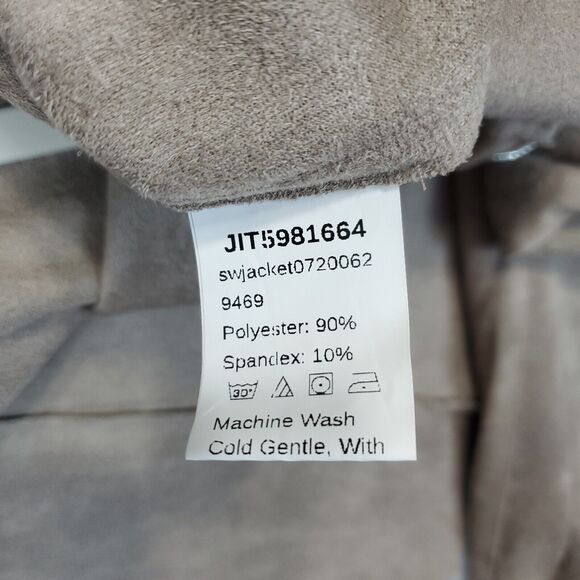 JIT5981664
swjacket0720062
9469
Polyester: 90%
Spandex: 10%
30°
Machine Wash
Cold Gentle, With